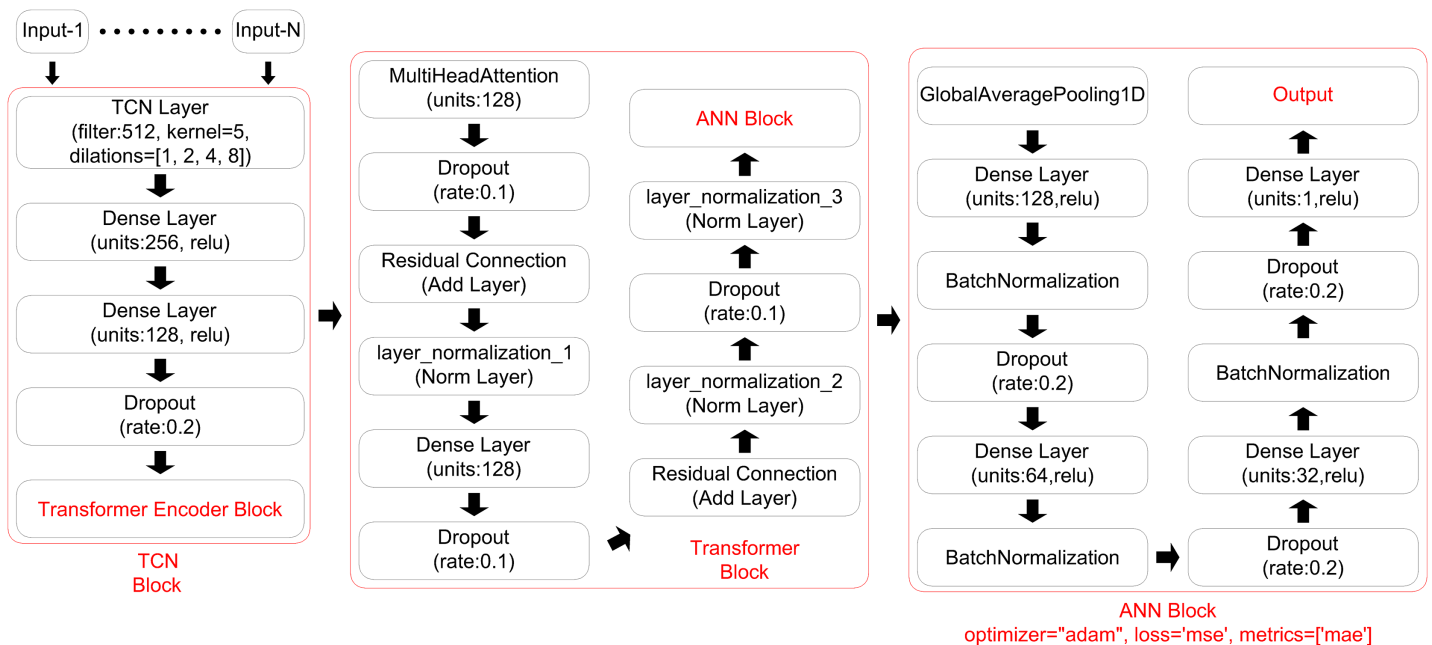 Input-1
Input-N
TCN Layer
(filter:512, kernel=5,
dilations=[1, 2, 4, 8])
Dense Layer
(units:256, relu)
Dense Layer
(units:128, relu)
Dropout
(rate:0.2)
Transformer Encoder Block
TCN
Block
MultiHeadAttention
(units:128)
Dropout
(rate:0.1)
Residual Connection
(Add Layer)
layer_normalization_1
(Norm Layer)
Dense Layer
(units:128)
Dropout
(rate:0.1)
ANN Block
layer_normalization_3
(Norm Layer)
Dropout
(rate:0.1)
layer_normalization_2
(Norm Layer)
Residual Connection
(Add Layer)
Transformer
Block
GlobalAveragePooling1D
Dense Layer
(units:128,relu)
BatchNormalization
Dropout
(rate:0.2)
Dense Layer
(units:64,relu)
BatchNormalization
Output
Dense Layer
(units:1,relu)
Dropout
(rate:0.2)
BatchNormalization
Dense Layer
(units:32,relu)
Dropout
(rate:0.2)
ANN Block
optimizer="adam", loss='mse', metrics=['mae']